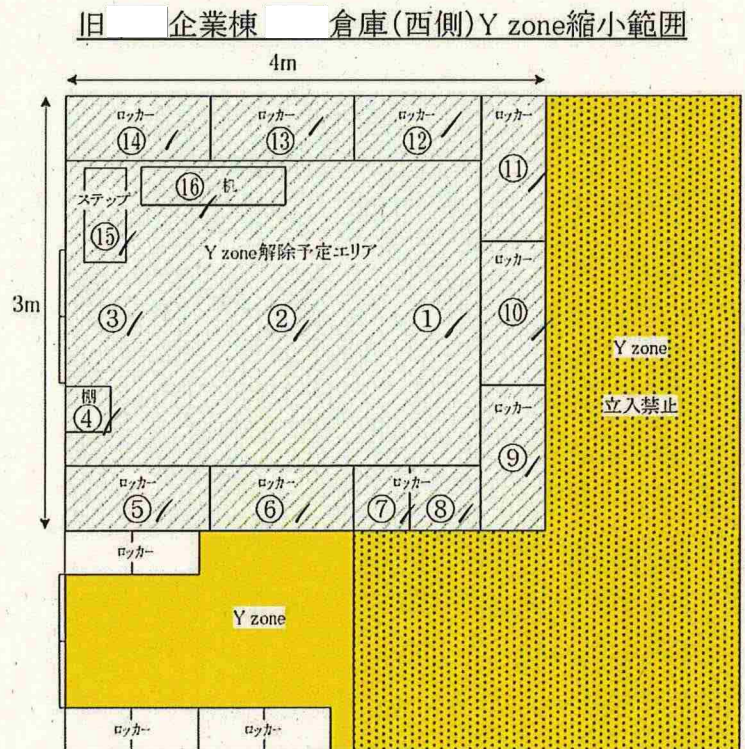 旧 企業棟 倉庫(西側)Y zone縮小範囲
4m
ロッカー ロッカー ロッカー ロッカー
⑭ ⑬ ⑫ ⑪
⑯ 机
ステップ
⑮
Y zone解除予定エリア
ロッカー
3m
③ ② ① ⑩
Y zone
棚
④
立入禁止
ロッカー
⑨
ロッカー ロッカー ロッカー
⑤ ⑥ ⑦ ⑧
ロッカー
Y zone
ロッカー ロッカー